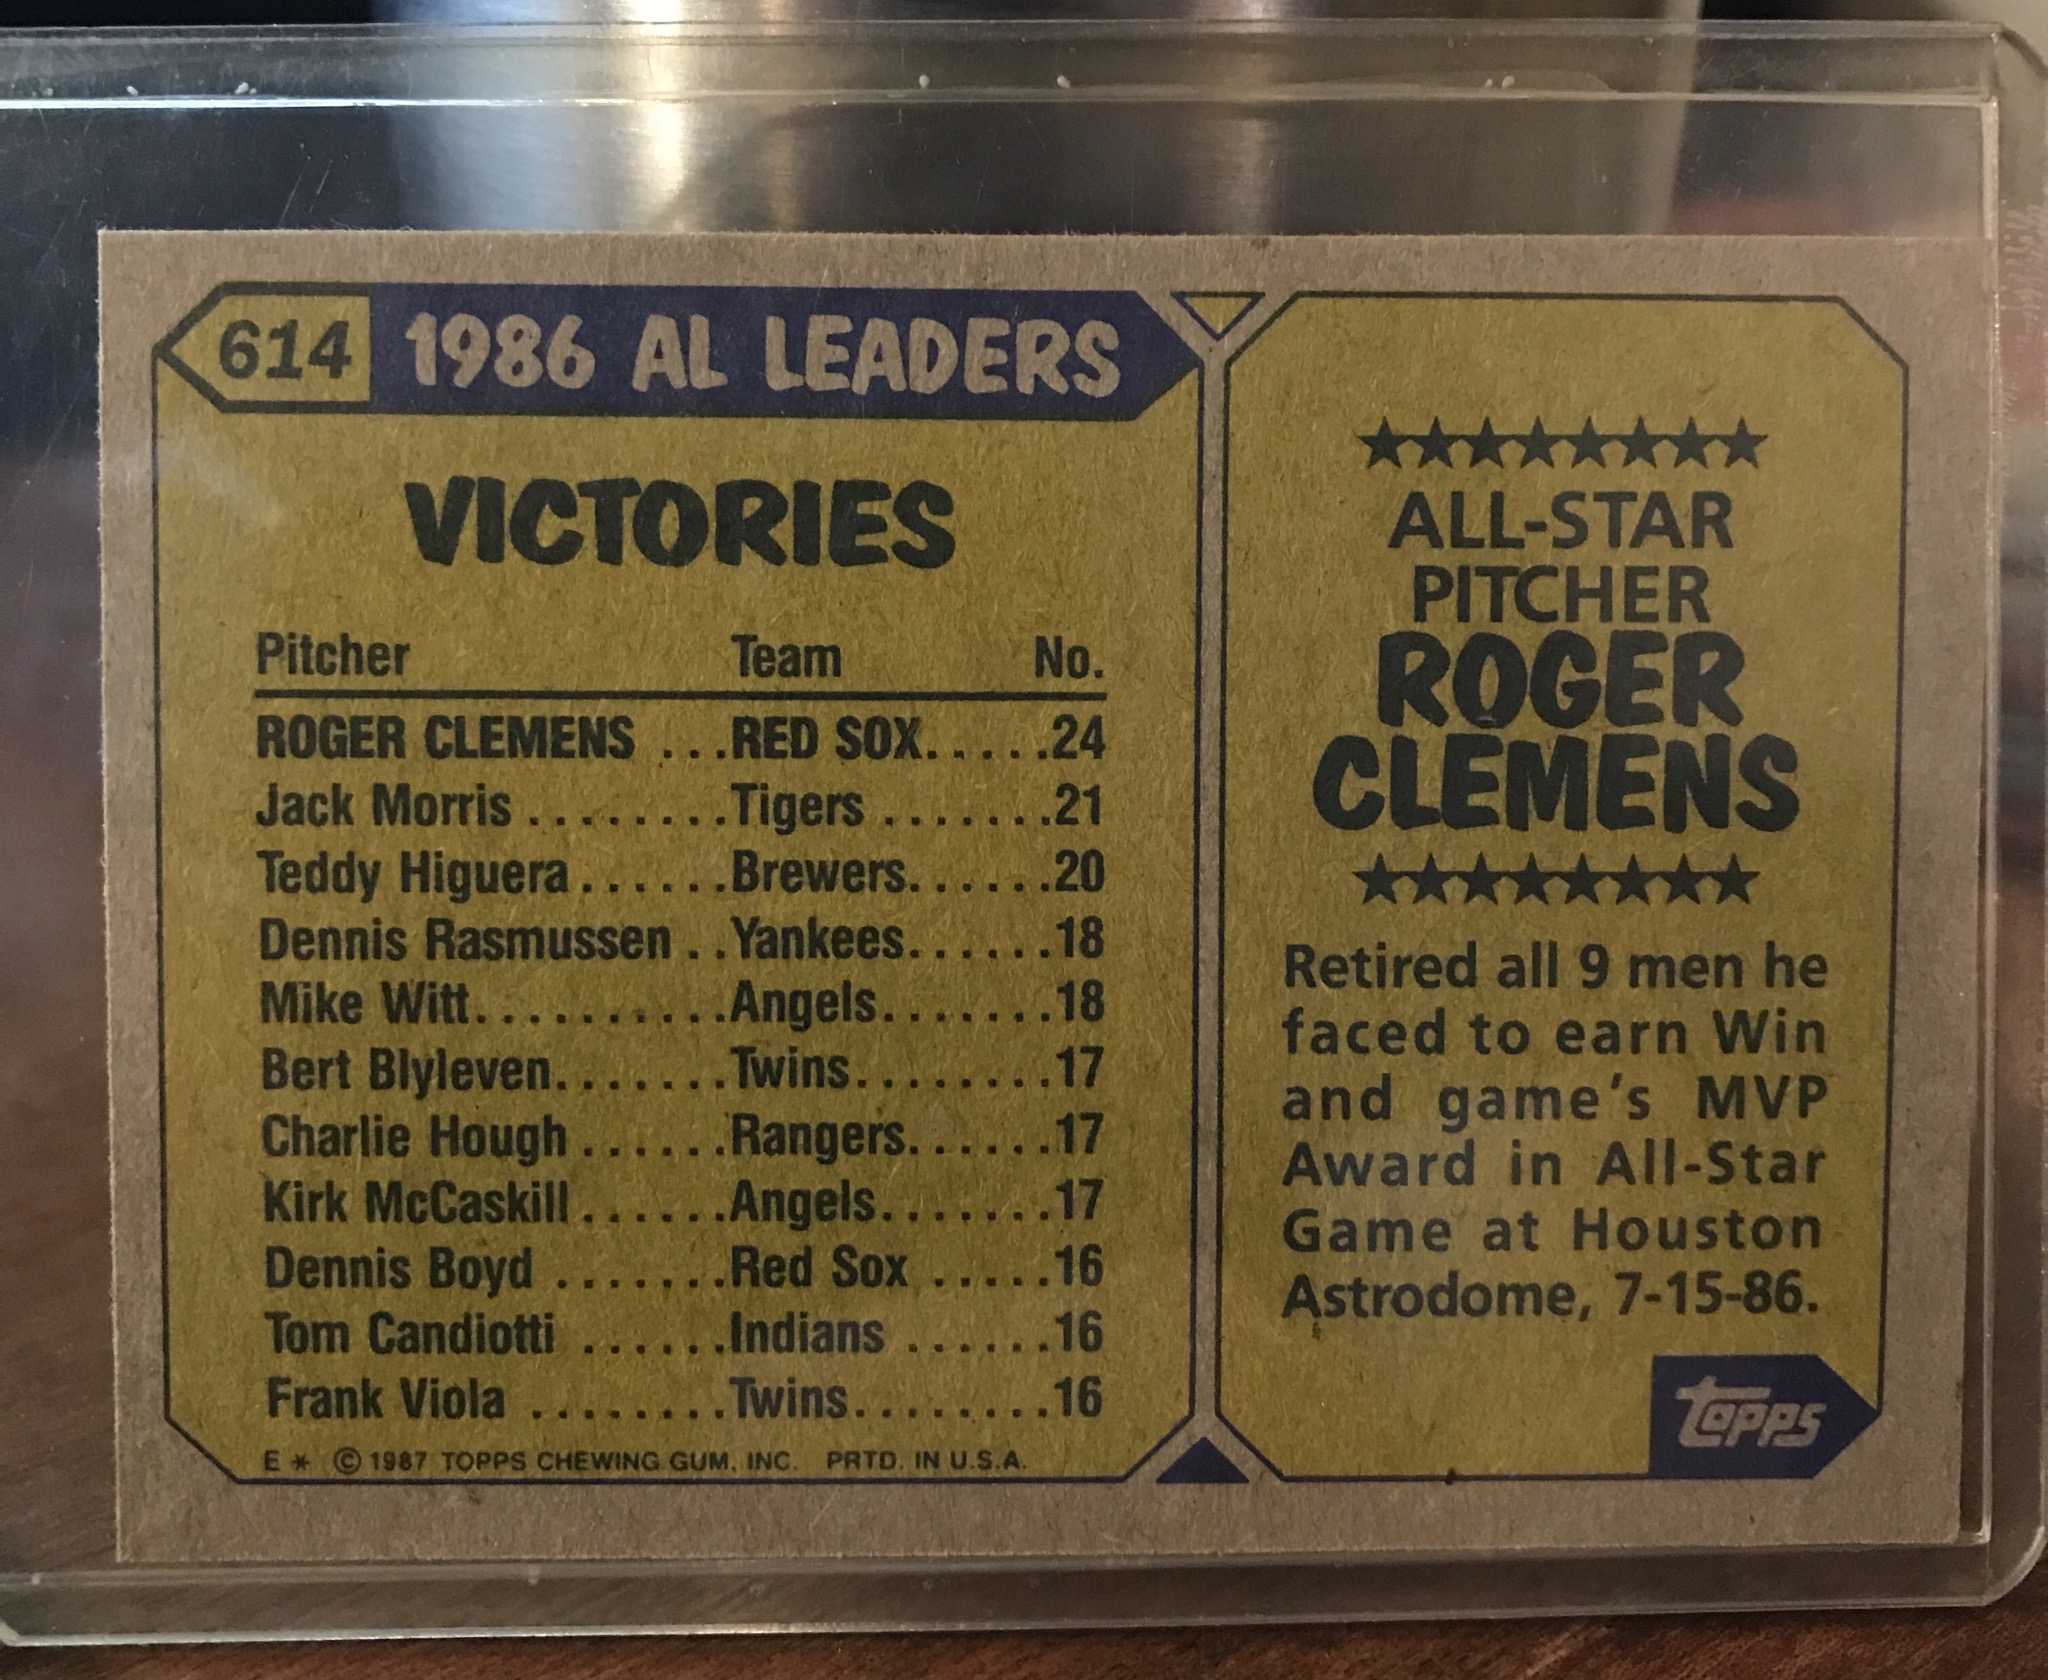 614 1986 AL LEADERS
VICTORIES
Pitcher Team No.
ROGER CLEMENS ...RED SOX.....24
Jack Morris ........Tigers .......21
Teddy Higuera......Brewers......20
Dennis Rasmussen ..Yankees......18
Mike Witt..........Angels.......18
Bert Blyleven.......Twins........17
Charlie Hough ......Rangers......17
Kirk McCaskill ......Angels.......17
Dennis Boyd .......Red Sox .....16
Tom Candiotti ......Indians ......16
Frank Viola ........Twins........16
E * © 1987 TOPPS CHEWING GUM, INC. PRTD. IN U.S.A.
★★★★★★★★
ALL-STAR
PITCHER
ROGER
CLEMENS
★★★★★★★★
Retired all 9 men he
faced to earn Win
and game's MVP
Award in All-Star
Game at Houston
Astrodome, 7-15-86.
topps